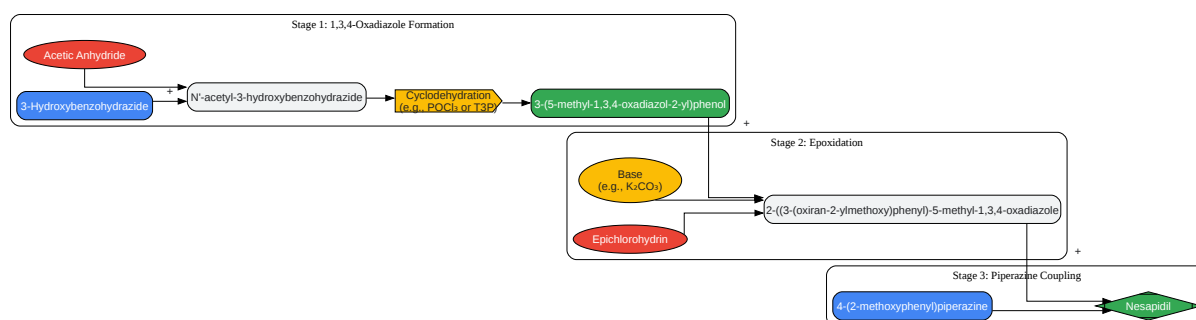 Stage 1: 1,3,4-Oxadiazole Formation
Acetic Anhydride
+
3-Hydroxybenzohydrazide
N'-acetyl-3-hydroxybenzohydrazide
Cyclodehydration
(e.g., POCl₃ or T3P)
3-(5-methyl-1,3,4-oxadiazol-2-yl)phenol
+
Stage 2: Epoxidation
Base
(e.g., K₂CO₃)
2-((3-(oxiran-2-ylmethoxy)phenyl)-5-methyl-1,3,4-oxadiazole
Epichlorohydrin
+
Stage 3: Piperazine Coupling
4-(2-methoxyphenyl)piperazine
Nesapidil